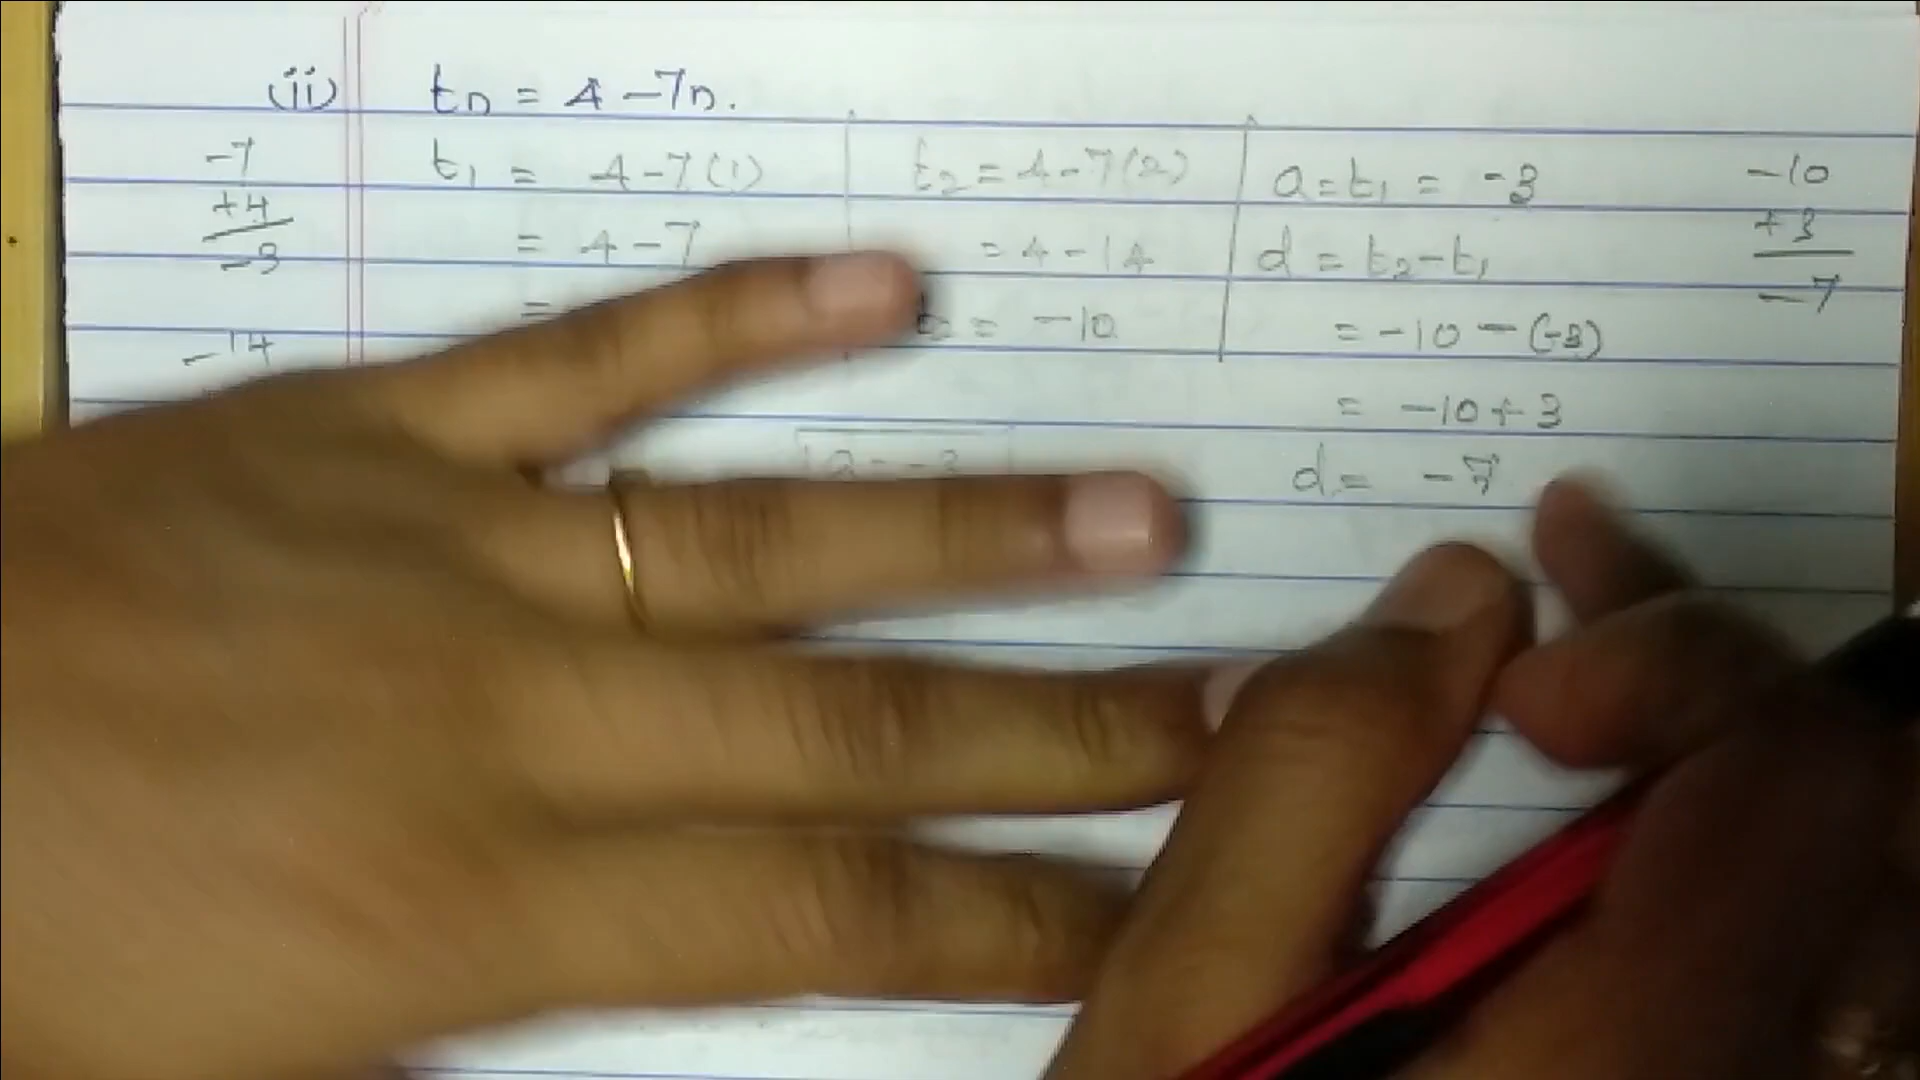 (ii) tn = 4 - 7n.
-7
+4
-3
-14
t1 = 4 - 7(1)
= 4 - 7
=
t2 = 4 - 7(2)
= 4 - 14
= -10
a = -3
a = t1 = -3
d = t2 - t1
= -10 - (-3)
= -10 + 3
d = -7
-10
+3
-7